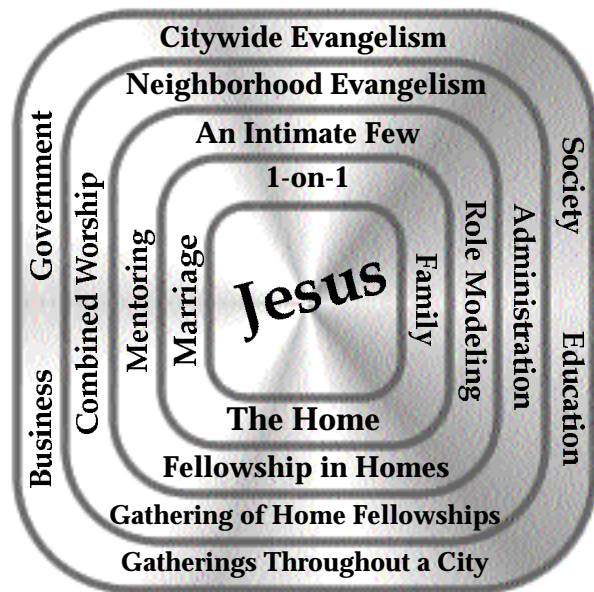 Citywide Evangelism
Neighborhood Evangelism
An Intimate Few
1-on-1
Government
Business
Combined Worship
Mentoring
Marriage
Jesus
Family
Role Modeling
Administration
Society
Education
The Home
Fellowship in Homes
Gathering of Home Fellowships
Gatherings Throughout a City